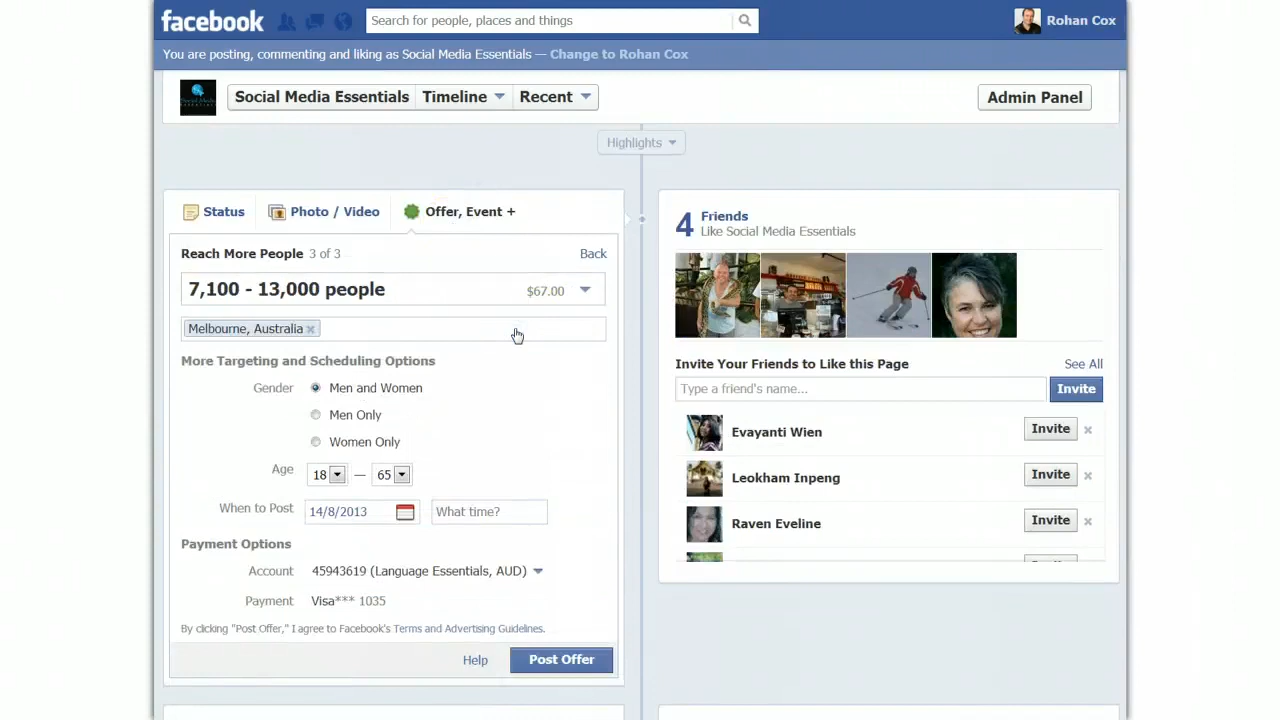 facebook
Search for people, places and things
Rohan Cox
You are posting, commenting and liking as Social Media Essentials — Change to Rohan Cox
Social Media Essentials
Timeline
Recent
Admin Panel
Highlights
Status
Photo / Video
Offer, Event +
Reach More People 3 of 3
Back
7,100 - 13,000 people
$67.00
Melbourne, Australia
More Targeting and Scheduling Options
Gender
Men and Women
Men Only
Women Only
Age
18 — 65
When to Post
14/8/2013
What time?
Payment Options
Account
45943619 (Language Essentials, AUD)
Payment
Visa*** 1035
By clicking "Post Offer," I agree to Facebook's Terms and Advertising Guidelines.
Help
Post Offer
4 Friends
Like Social Media Essentials
Invite Your Friends to Like this Page
See All
Type a friend's name...
Invite
Evayanti Wien
Invite
Leokham Inpeng
Invite
Raven Eveline
Invite